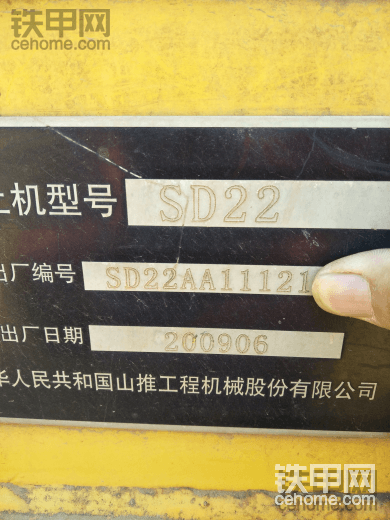 铁甲网
cehome.com
土机型号 SD22
出厂编号 SD22AA11121
出厂日期 200906
华人民共和国山推工程机械股份有限公司
铁甲网
cehome.com